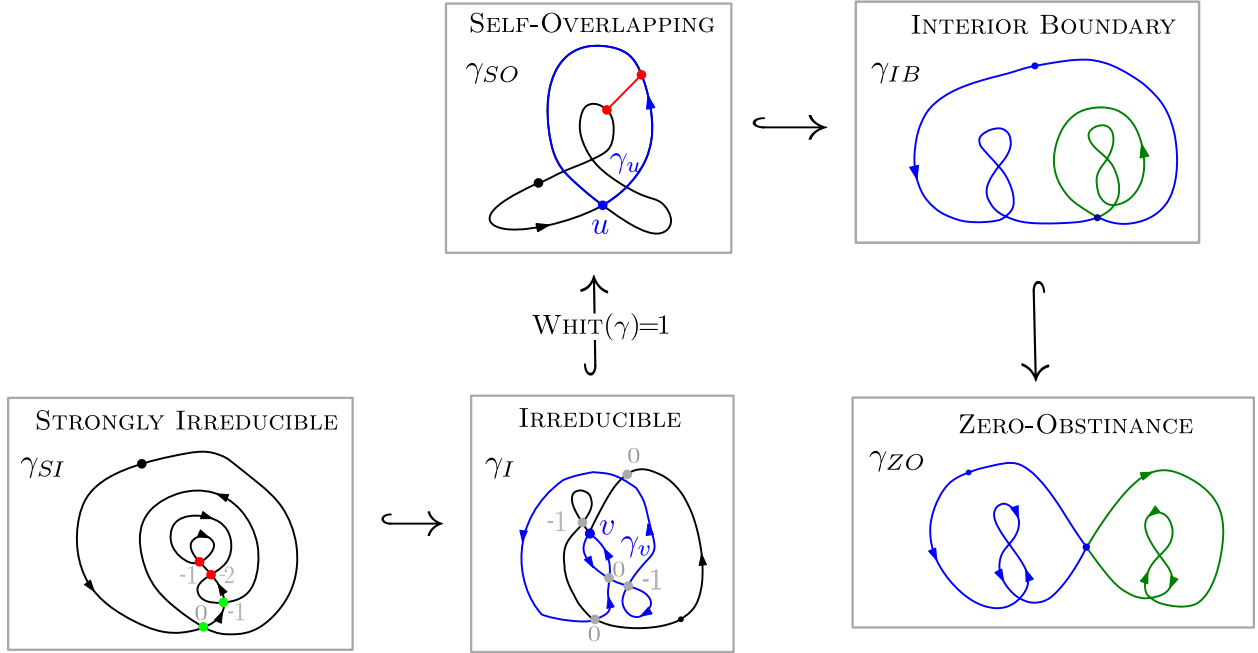 SELF-OVERLAPPING
γSO
γu
u
INTERIOR BOUNDARY
γIB
WHIT(γ)=1
STRONGLY IRREDUCIBLE
γSI
-1
-2
0
-1
IRREDUCIBLE
γI
0
-1
v
γv
0
-1
0
ZERO-OBSTINANCE
γZO